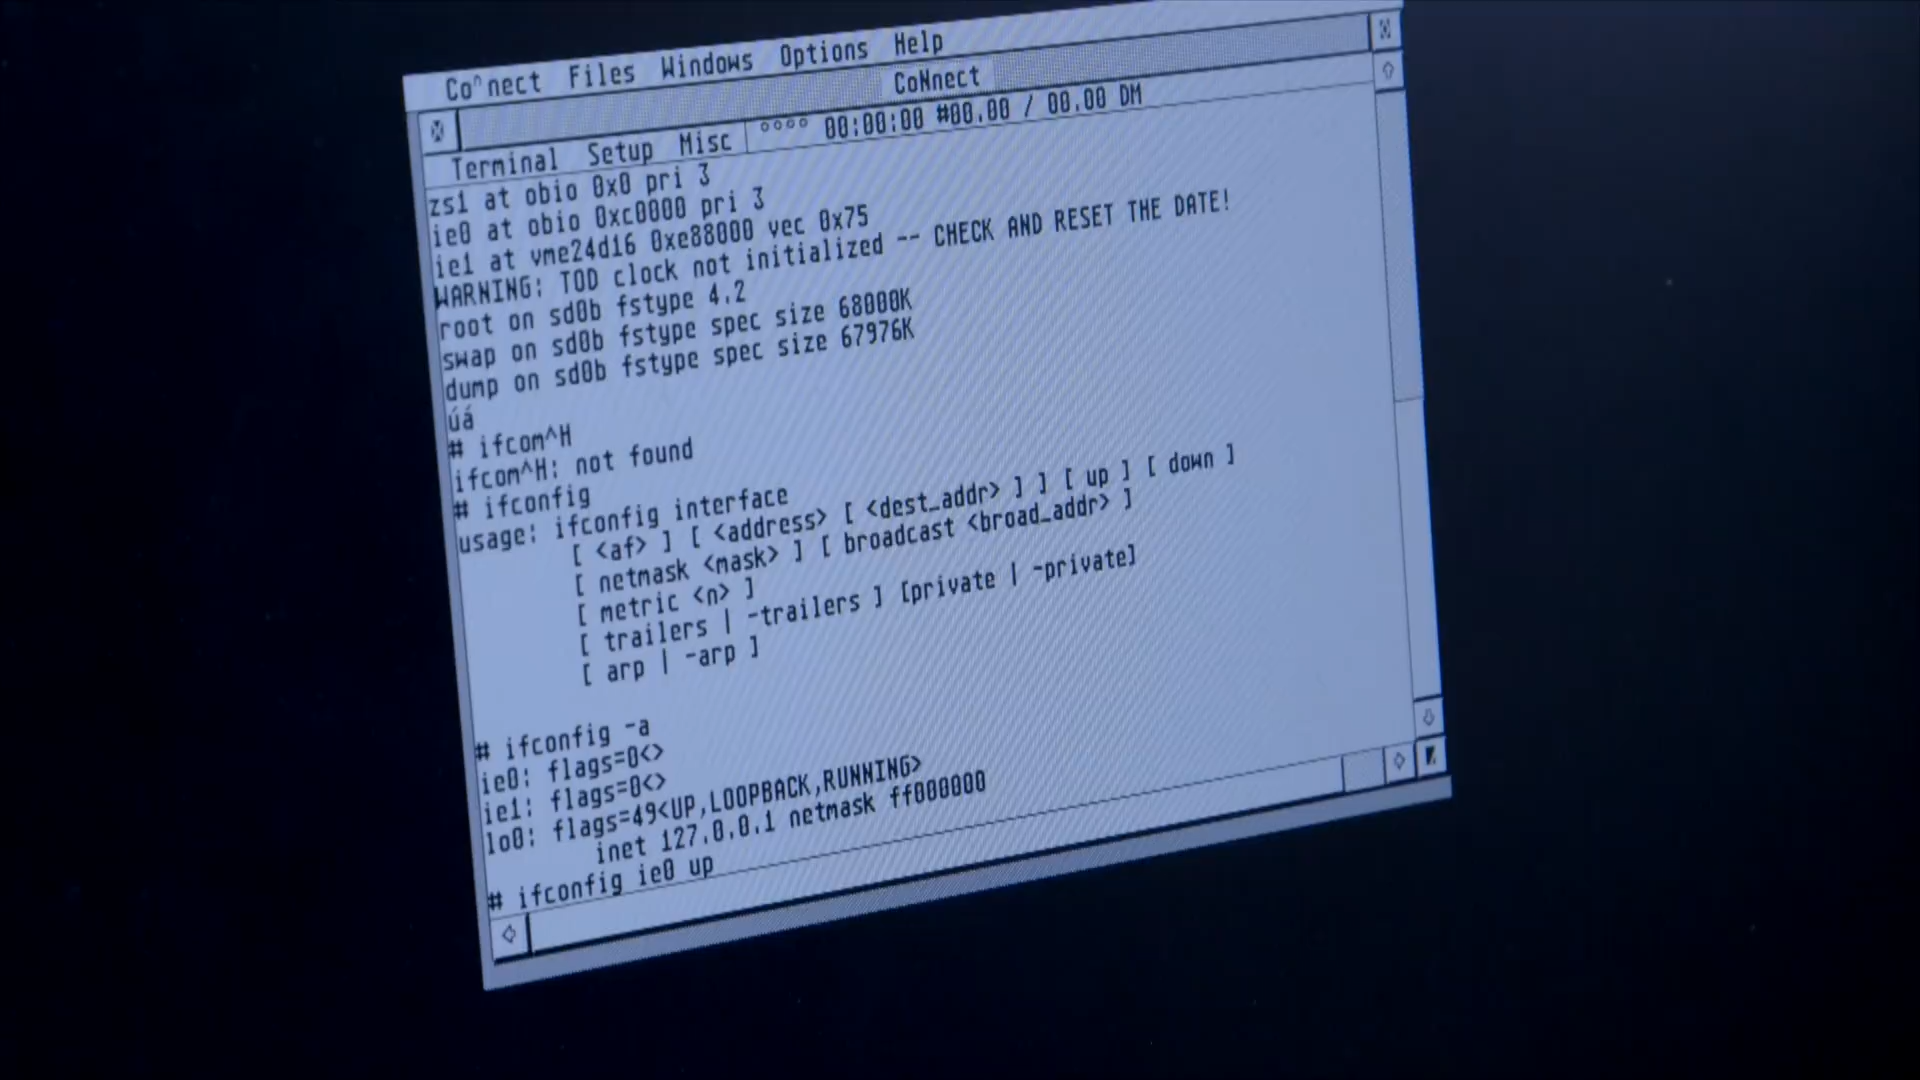 Co^nnect Files Windows Options Help
CoNnect
Terminal Setup Misc °°°° 00:00:00 #00.00 / 00.00 DM
zs1 at obio 0x0 pri 3
ie0 at obio 0xc0000 pri 3
ie1 at vme24d16 0xe88000 vec 0x75
WARNING: TOD clock not initialized -- CHECK AND RESET THE DATE!
root on sd0b fstype 4.2
swap on sd0b fstype spec size 68000K
dump on sd0b fstype spec size 67976K
úá
# ifcom^H
ifcom^H: not found
# ifconfig
usage: ifconfig interface
[ <af> ] [ <address> [ <dest_addr> ] ] [ up ] [ down ]
[ netmask <mask> ] [ broadcast <broad_addr> ]
[ metric <n> ]
[ trailers | -trailers ] [private | -private]
[ arp | -arp ]
# ifconfig -a
ie0: flags=0<>
ie1: flags=0<>
lo0: flags=49<UP,LOOPBACK,RUNNING>
inet 127.0.0.1 netmask ff000000
# ifconfig ie0 up